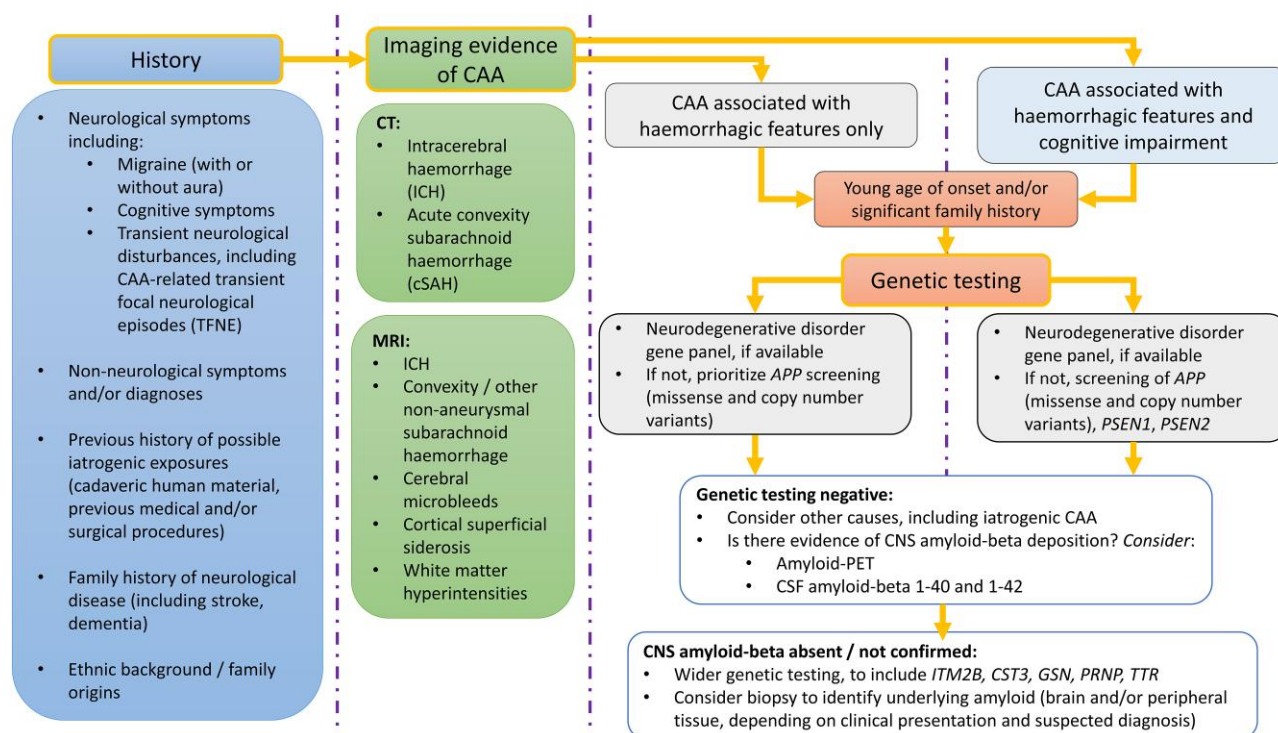 History
• Neurological symptoms
including:
• Migraine (with or
without aura)
• Cognitive symptoms
• Transient neurological
disturbances, including
CAA-related transient
focal neurological
episodes (TFNE)
• Non-neurological symptoms
and/or diagnoses
• Previous history of possible
iatrogenic exposures
(cadaveric human material,
previous medical and/or
surgical procedures)
• Family history of neurological
disease (including stroke,
dementia)
• Ethnic background / family
origins
Imaging evidence
of CAA
CT:
• Intracerebral
haemorrhage
(ICH)
• Acute convexity
subarachnoid
haemorrhage
(cSAH)
MRI:
• ICH
• Convexity / other
non-aneurysmal
subarachnoid
haemorrhage
• Cerebral
microbleeds
• Cortical superficial
siderosis
• White matter
hyperintensities
CAA associated with
haemorrhagic features only
CAA associated with
haemorrhagic features and
cognitive impairment
Young age of onset and/or
significant family history
Genetic testing
• Neurodegenerative disorder
gene panel, if available
• If not, prioritize APP screening
(missense and copy number
variants)
• Neurodegenerative disorder
gene panel, if available
• If not, screening of APP
(missense and copy number
variants), PSEN1, PSEN2
Genetic testing negative:
• Consider other causes, including iatrogenic CAA
• Is there evidence of CNS amyloid-beta deposition? Consider:
• Amyloid-PET
• CSF amyloid-beta 1-40 and 1-42
CNS amyloid-beta absent / not confirmed:
• Wider genetic testing, to include ITM2B, CST3, GSN, PRNP, TTR
• Consider biopsy to identify underlying amyloid (brain and/or peripheral
tissue, depending on clinical presentation and suspected diagnosis)